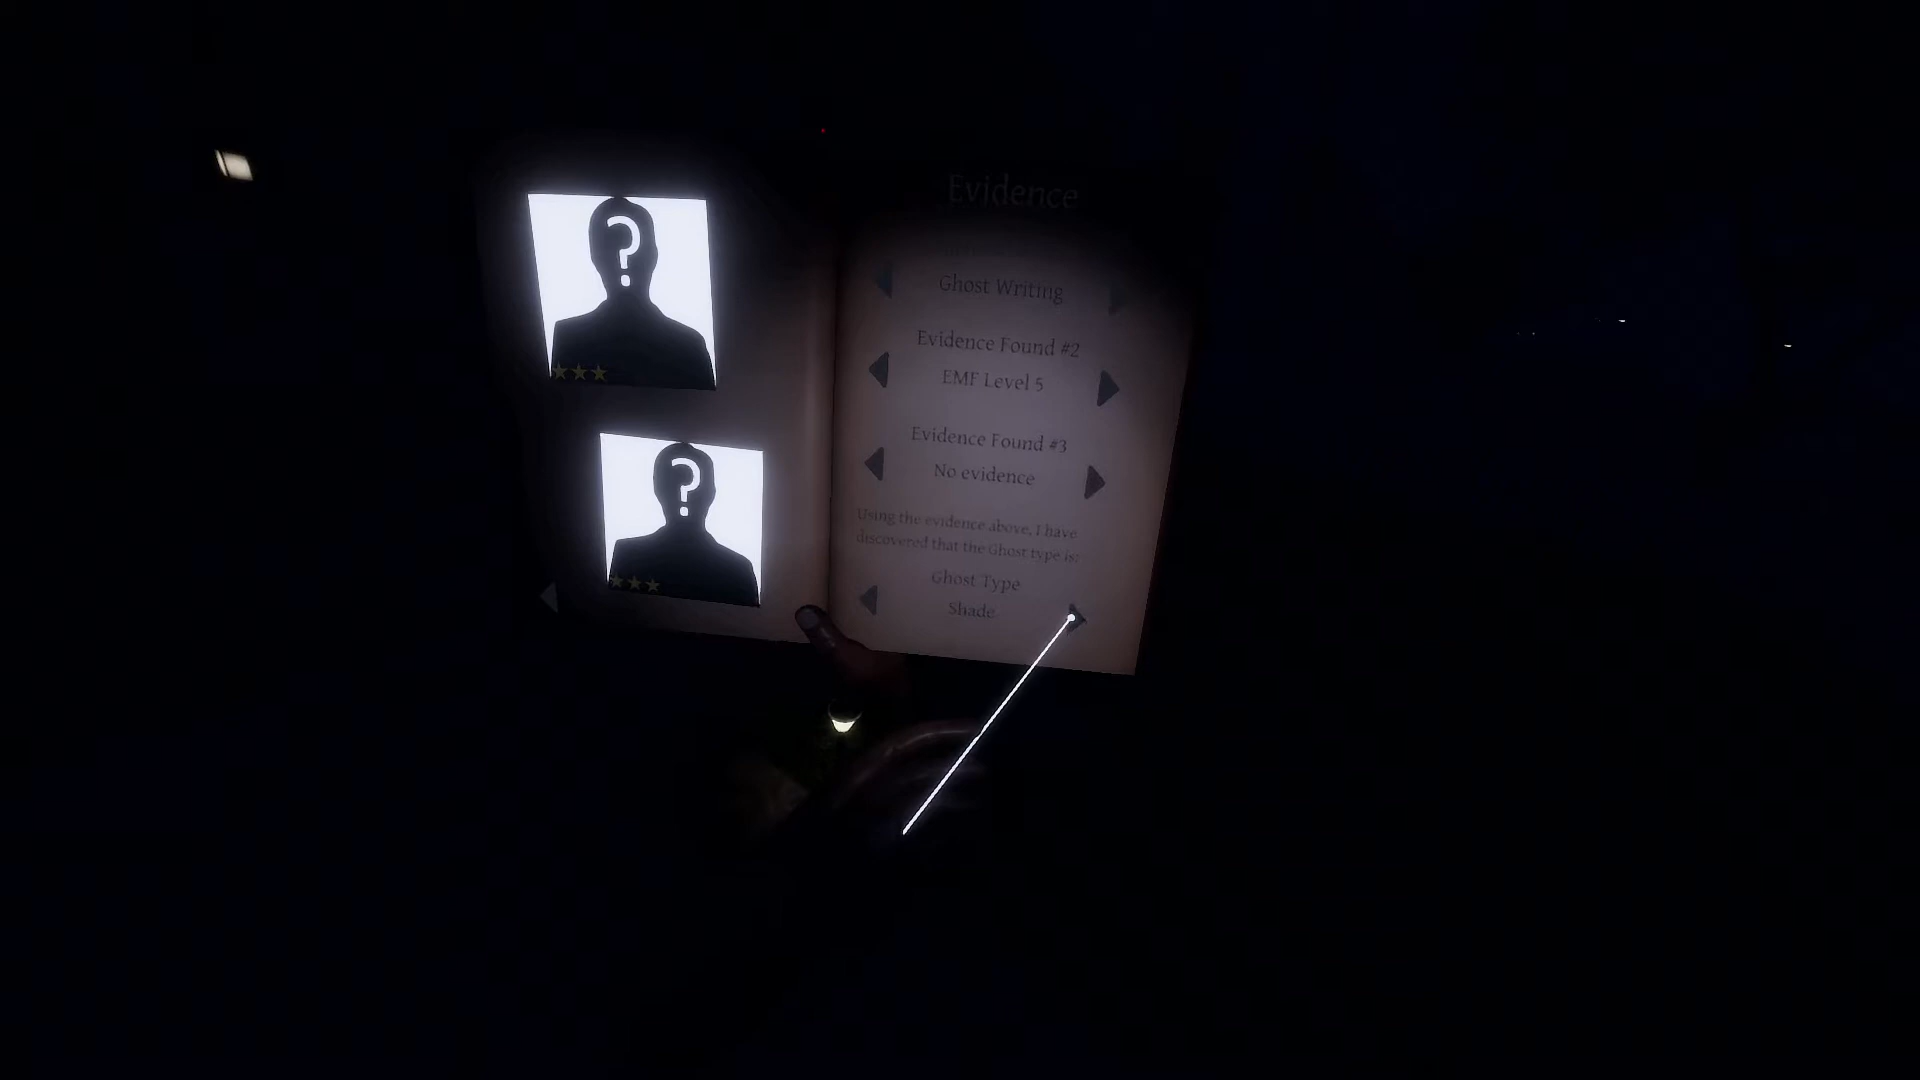 Evidence
Ghost Writing
Evidence Found #2
EMF Level 5
Evidence Found #3
No evidence
Using the evidence above, I have
discovered that the Ghost type is:
Ghost Type
Shade
?
?